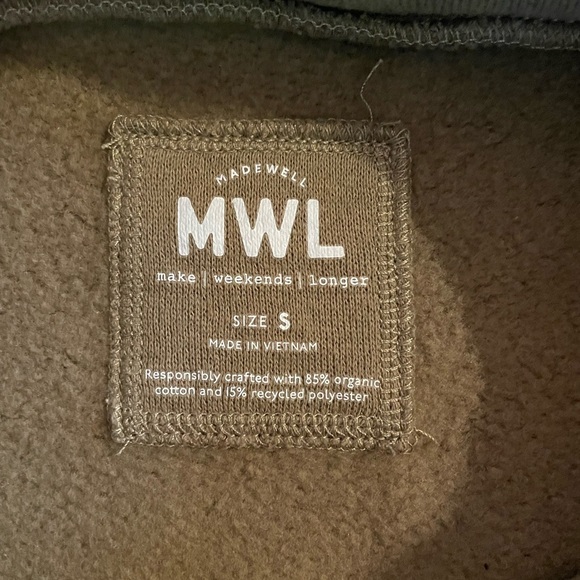 MADEWELL
MWL
make | weekends | longer
SIZE S
MADE IN VIETNAM
Responsibly crafted with 85% organic
cotton and 15% recycled polyester